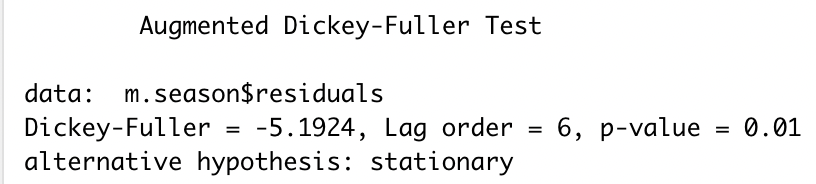 Augmented Dickey-Fuller Test
data:  m.season$residuals
Dickey-Fuller = -5.1924, Lag order = 6, p-value = 0.01
alternative hypothesis: stationary